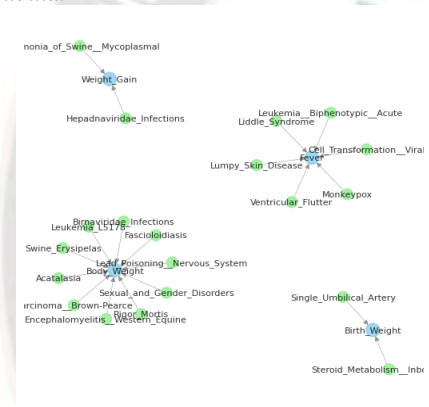 nonia_of_Swine__Mycoplasmal
Weight_Gain
Hepadnaviridae_Infections
Leukemia__Biphenotypic__Acute
Liddle_Syndrome
Cell_Transformation__Viral
Fever
Lumpy_Skin_Disease
Monkeypox
Ventricular_Flutter
Birnaviridae_Infections
Leukemia_L5178
Fascioloidiasis
Swine_Erysipelas
Lead_Poisoning__Nervous_System
Body_Weight
Acatalasia
Sexual_and_Gender_Disorders
Single_Umbilical_Artery
rcinoma__Brown-Pearce
Rigor_Mortis
Encephalomyelitis__Western_Equine
Birth_Weight
Steroid_Metabolism__Inbo